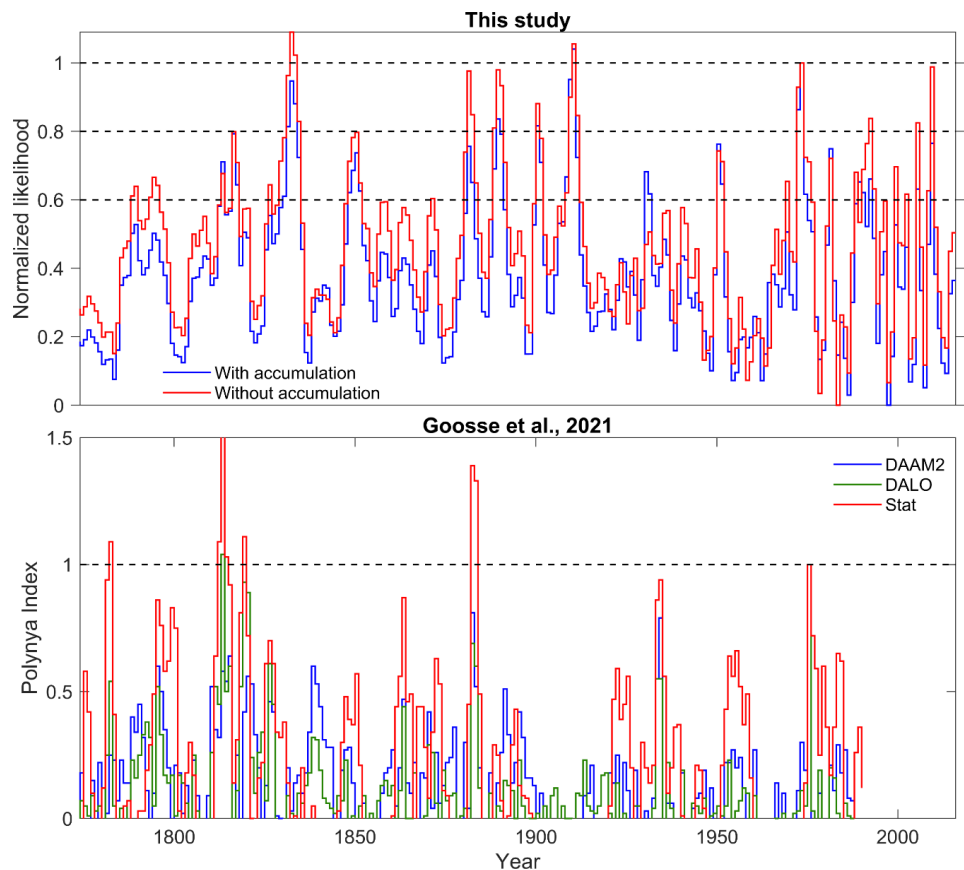 This study
Normalized likelihood
1
0.8
0.6
0.4
0.2
0
With accumulation
Without accumulation
Goosse et al., 2021
Polynya Index
1.5
1
0.5
0
DAAM2
DALO
Stat
1800
1850
1900
1950
2000
Year